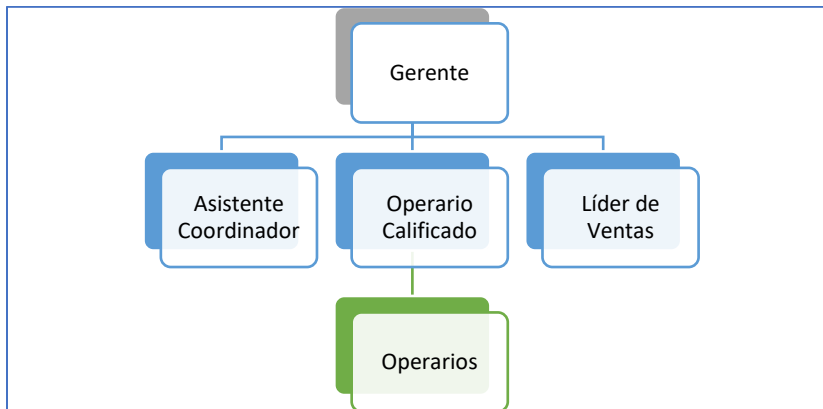 Gerente
Asistente
Coordinador
Operario
Calificado
Líder de
Ventas
Operarios